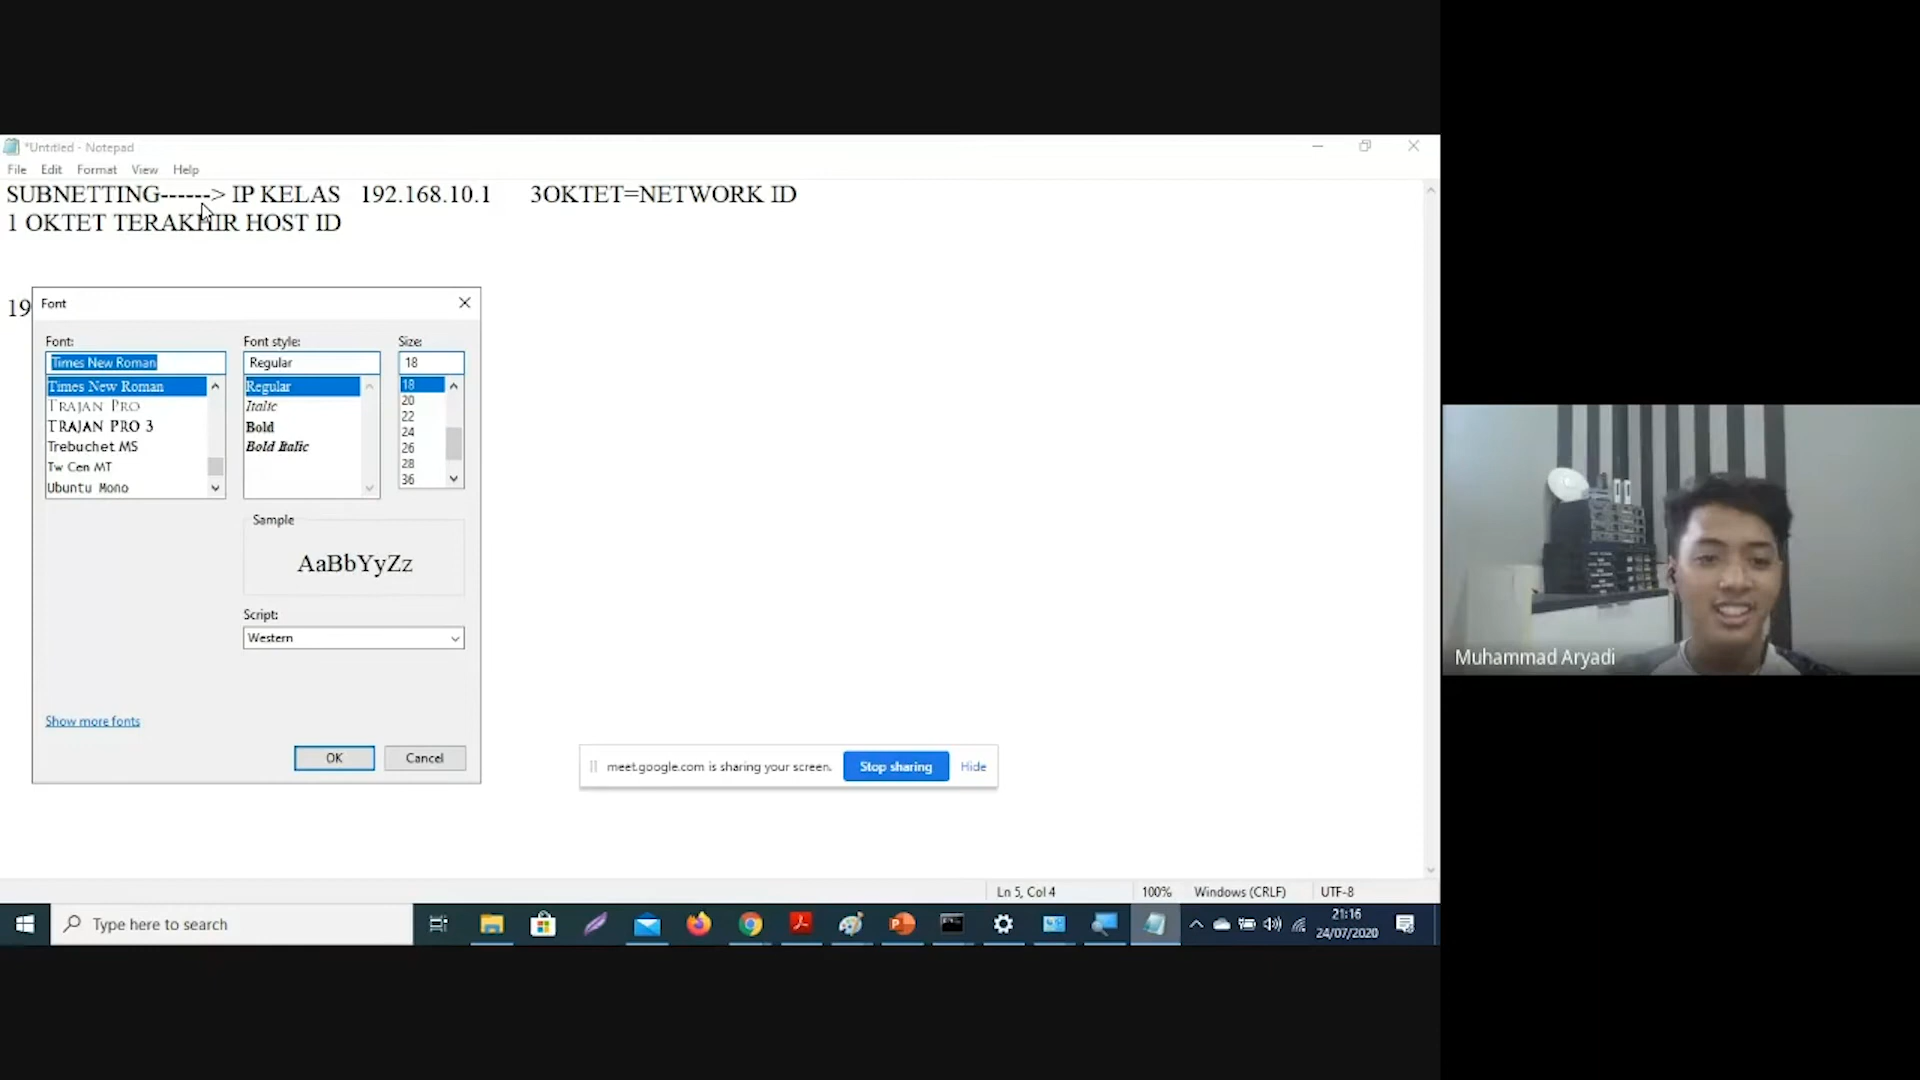 *Untitled - Notepad
File Edit Format View Help
SUBNETTING------> IP KELAS 192.168.10.1 3OKTET=NETWORK ID
1 OKTET TERAKHIR HOST ID
19
Font
Font: Font style: Size:
Times New Roman Regular 18
Times New Roman Regular 18
TRAJAN PRO Italic 20
TRAJAN PRO 3 Bold 22
Trebuchet MS Bold Italic 24
Tw Cen MT 26
Ubuntu Mono 28
36
Sample
AaBbYyZz
Script:
Western
Show more fonts
OK Cancel
meet.google.com is sharing your screen. Stop sharing Hide
Muhammad Aryadi
Ln 5, Col 4 100% Windows (CRLF) UTF-8
Type here to search
21:16
24/07/2020